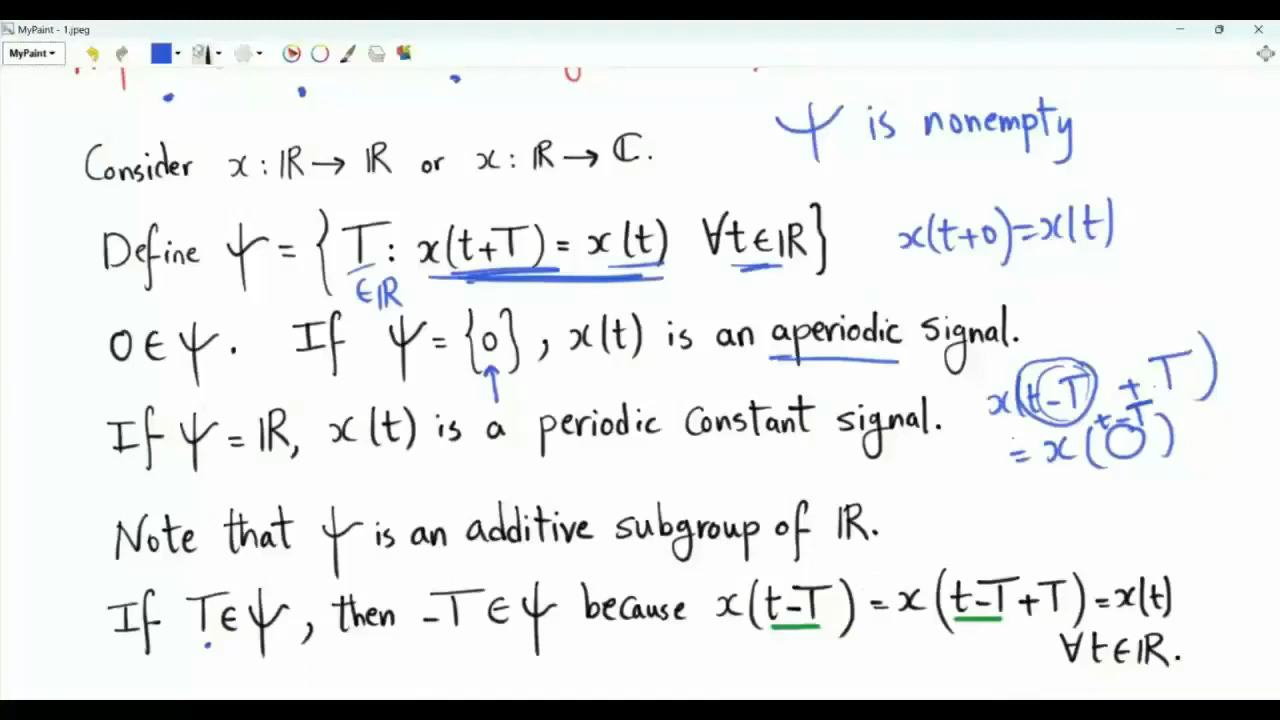 MyPaint - 1.jpeg
MyPaint
Ψ is nonempty
Consider x : ℝ → ℝ or x : ℝ → ℂ.
Define Ψ = { T : x(t+T) = x(t) ∀t∈ℝ }
∈ℝ
x(t+0)=x(t)
0∈Ψ. If Ψ = {0}, x(t) is an aperiodic signal.
x(t-T + T)
If Ψ = ℝ, x(t) is a periodic constant signal.
t-T
= x( )
Note that Ψ is an additive subgroup of ℝ.
If T∈Ψ, then -T∈Ψ because x(t-T) = x(t-T+T) = x(t)
∀t∈ℝ.